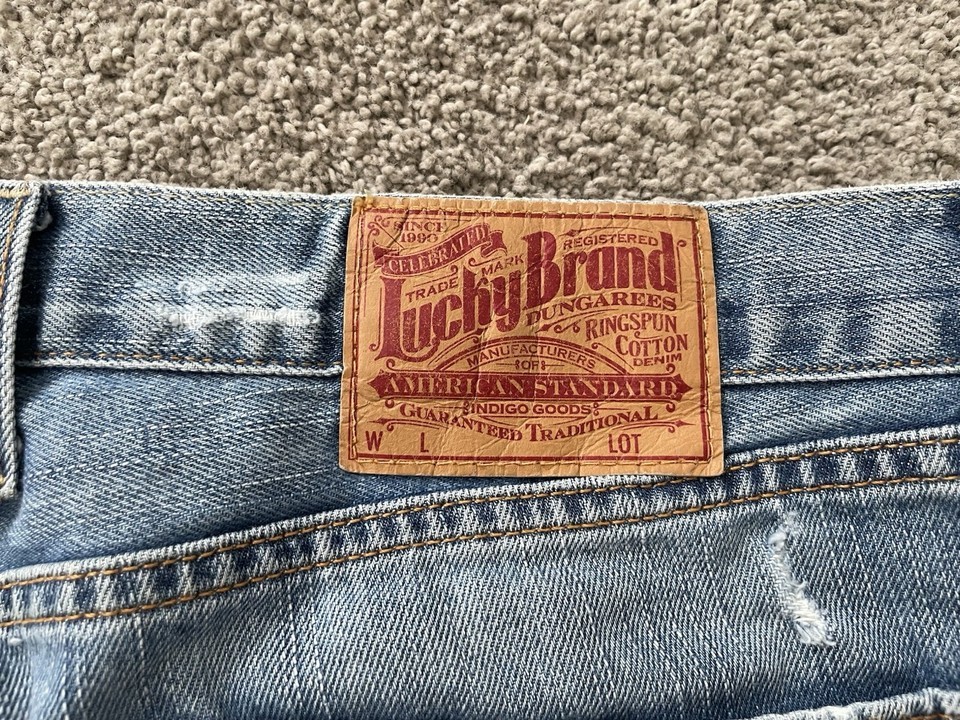 SINCE
1990
CELEBRATED
TRADE MARK
REGISTERED
Lucky Brand
DUNGAREES
RINGSPUN
COTTON
DENIM
MANUFACTURERS
OF
AMERICAN STANDARD
INDIGO GOODS
GUARANTEED TRADITIONAL
W L LOT